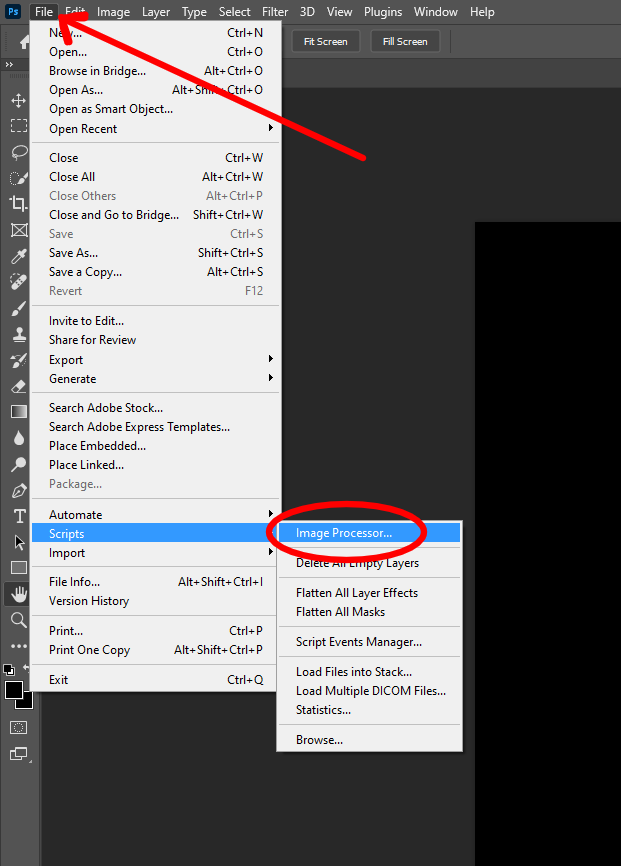 Ps File Edit Image Layer Type Select Filter 3D View Plugins Window Help
Fit Screen Fill Screen
New... Ctrl+N
Open... Ctrl+O
Browse in Bridge... Alt+Ctrl+O
Open As... Alt+Shift+Ctrl+O
Open as Smart Object...
Open Recent
Close Ctrl+W
Close All Alt+Ctrl+W
Close Others Alt+Ctrl+P
Close and Go to Bridge... Shift+Ctrl+W
Save Ctrl+S
Save As... Shift+Ctrl+S
Save a Copy... Alt+Ctrl+S
Revert F12
Invite to Edit...
Share for Review
Export
Generate
Search Adobe Stock...
Search Adobe Express Templates...
Place Embedded...
Place Linked...
Package...
Automate
Scripts
Import
File Info... Alt+Shift+Ctrl+I
Version History
Print... Ctrl+P
Print One Copy Alt+Shift+Ctrl+P
Exit Ctrl+Q
Image Processor...
Delete All Empty Layers
Flatten All Layer Effects
Flatten All Masks
Script Events Manager...
Load Files into Stack...
Load Multiple DICOM Files...
Statistics...
Browse...